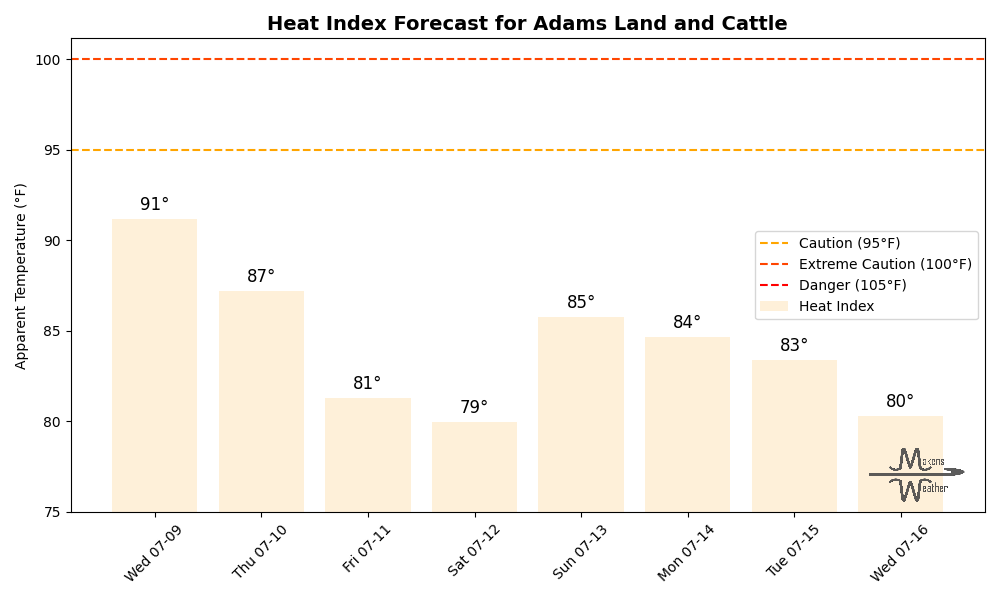 Heat Index Forecast for Adams Land and Cattle
Apparent Temperature (°F)
100
95
90
85
80
75
91°
87°
81°
79°
85°
84°
83°
80°
Caution (95°F)
Extreme Caution (100°F)
Danger (105°F)
Heat Index
Wed 07-09
Thu 07-10
Fri 07-11
Sat 07-12
Sun 07-13
Mon 07-14
Tue 07-15
Wed 07-16
Weather